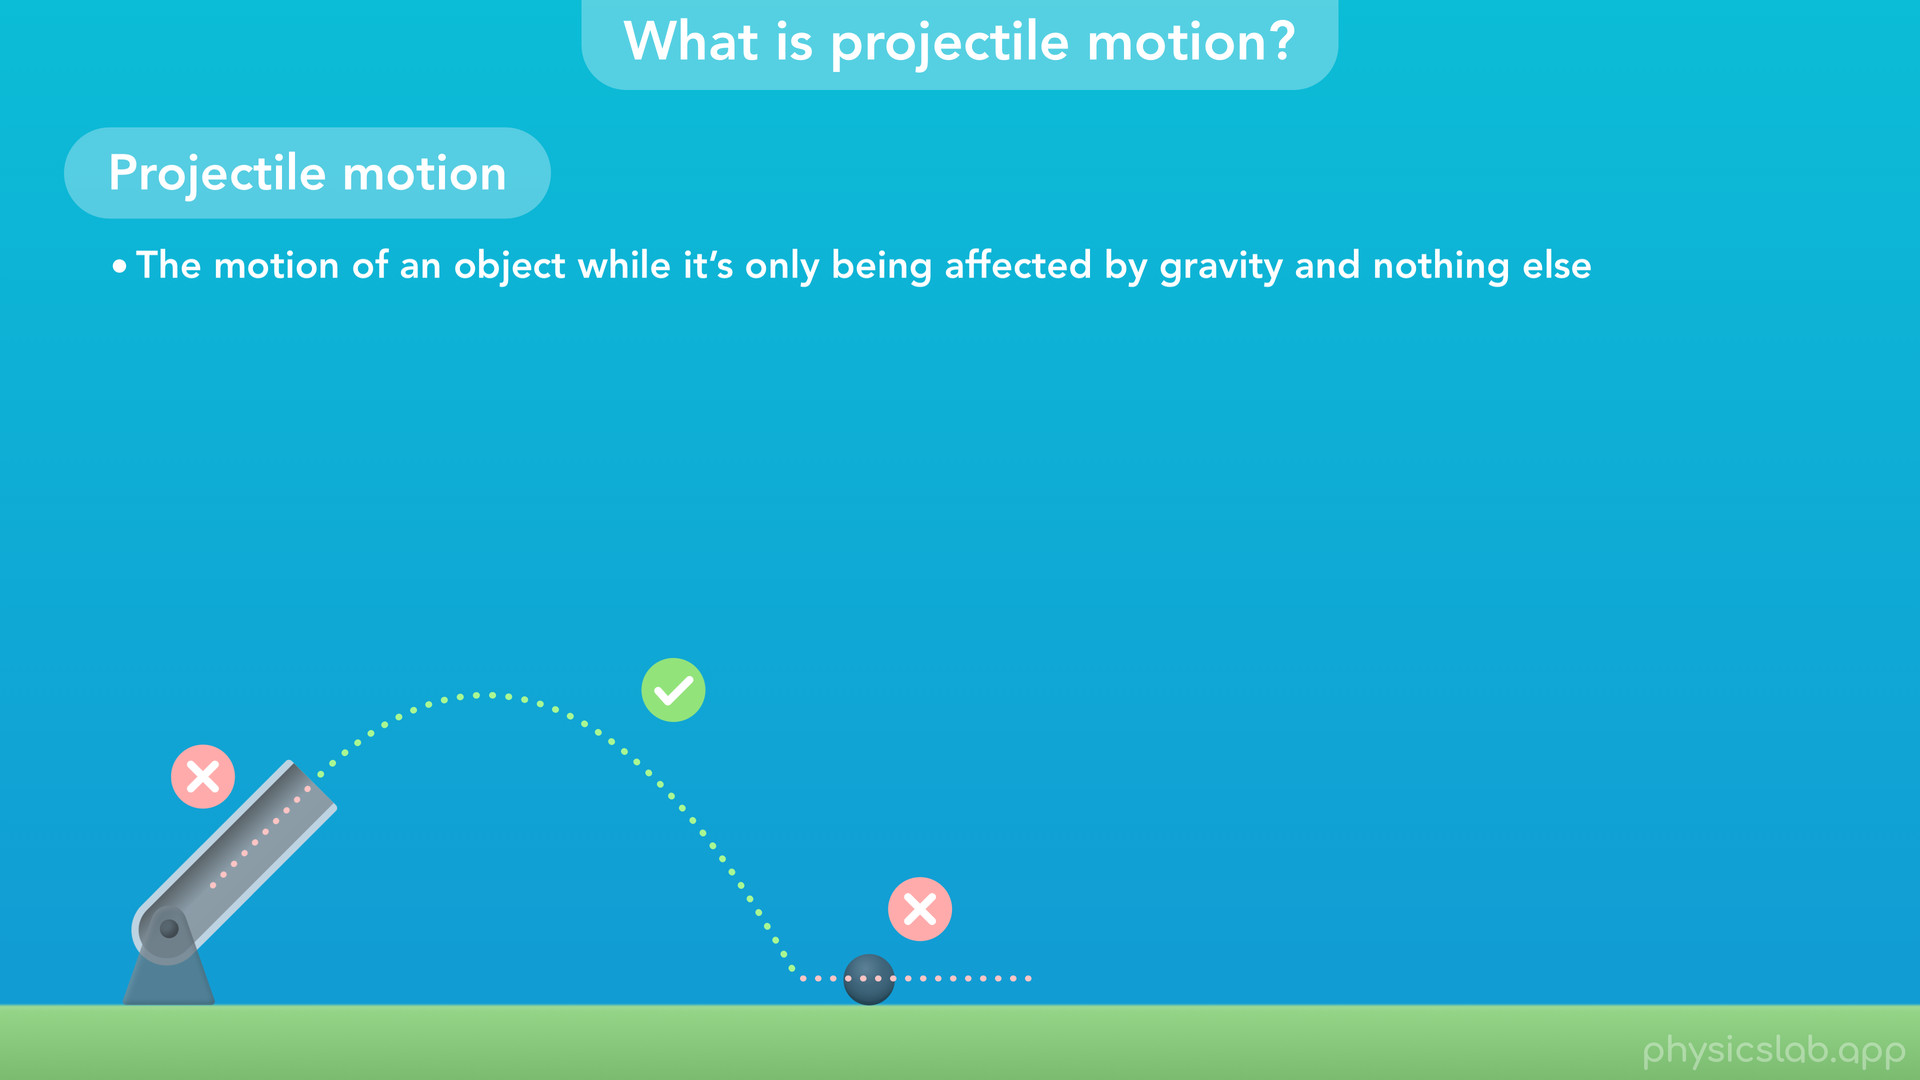 What is projectile motion?
Projectile motion
• The motion of an object while it’s only being affected by gravity and nothing else
physicslab.app